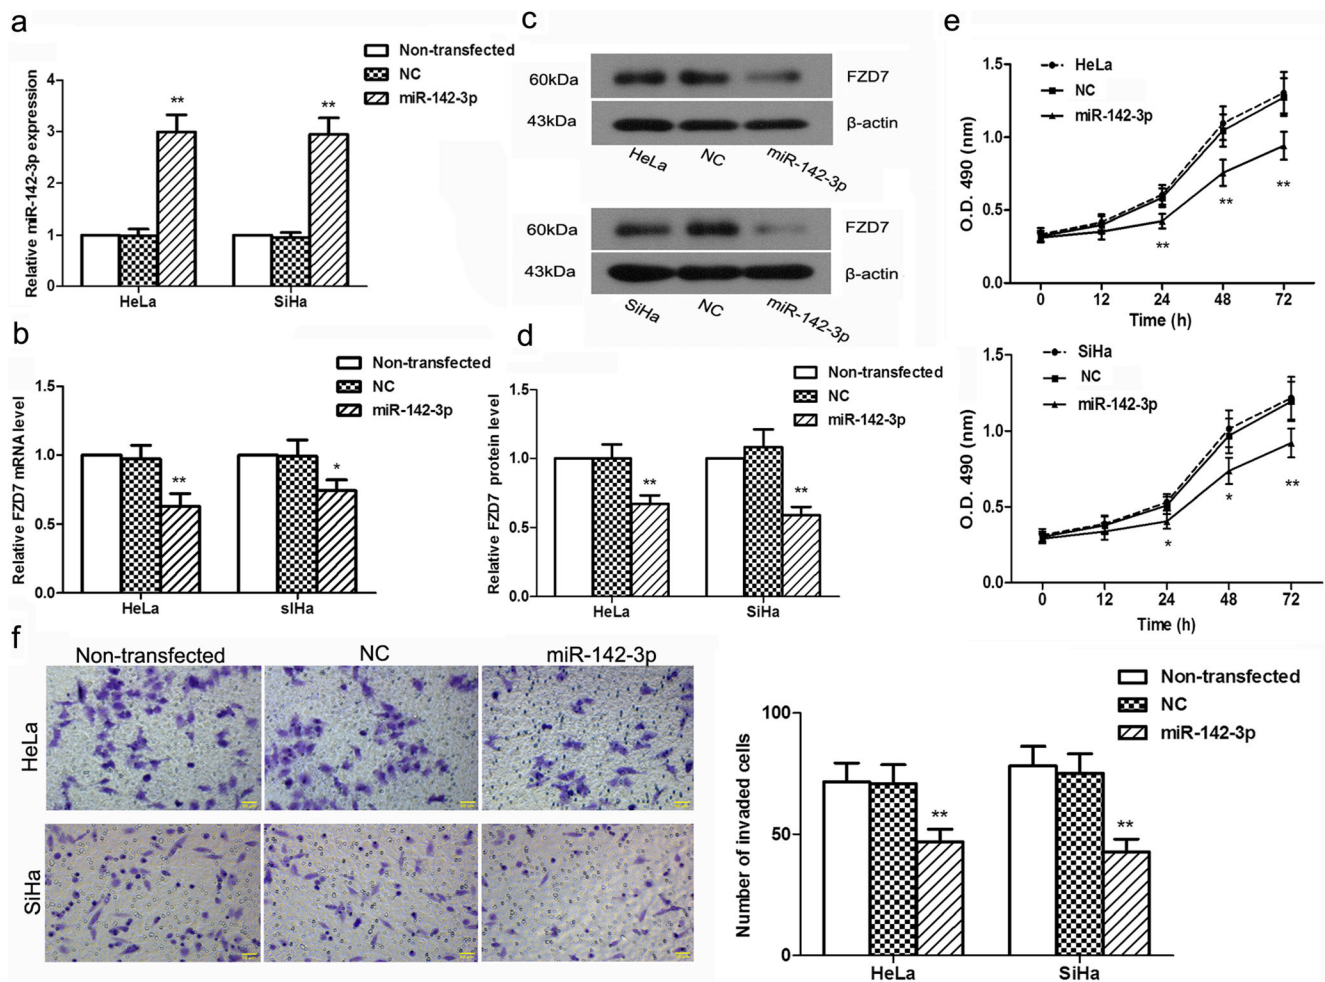 a
Non-transfected
NC
miR-142-3p
Relative miR-142-3p expression
4
3
2
1
0
**
**
HeLa
SiHa
b
Non-transfected
NC
miR-142-3p
Relative FZD7 mRNA level
1.5
1.0
0.5
0.0
**
*
HeLa
sIHa
c
60kDa
FZD7
43kDa
β-actin
HeLa
NC
miR-142-3p
60kDa
FZD7
43kDa
β-actin
SiHa
NC
miR-142-3p
d
Non-transfected
NC
miR-142-3p
Relative FZD7 protein level
1.5
1.0
0.5
0.0
**
**
HeLa
SiHa
e
HeLa
NC
miR-142-3p
O.D. 490 (nm)
1.5
1.0
0.5
0.0
**
**
**
0 12 24 48 72
Time (h)
SiHa
NC
miR-142-3p
O.D. 490 (nm)
1.5
1.0
0.5
0.0
*
*
**
0 12 24 48 72
Time (h)
f
Non-transfected NC miR-142-3p
HeLa
SiHa
Non-transfected
NC
miR-142-3p
Number of invaded cells
100
50
0
**
**
HeLa
SiHa